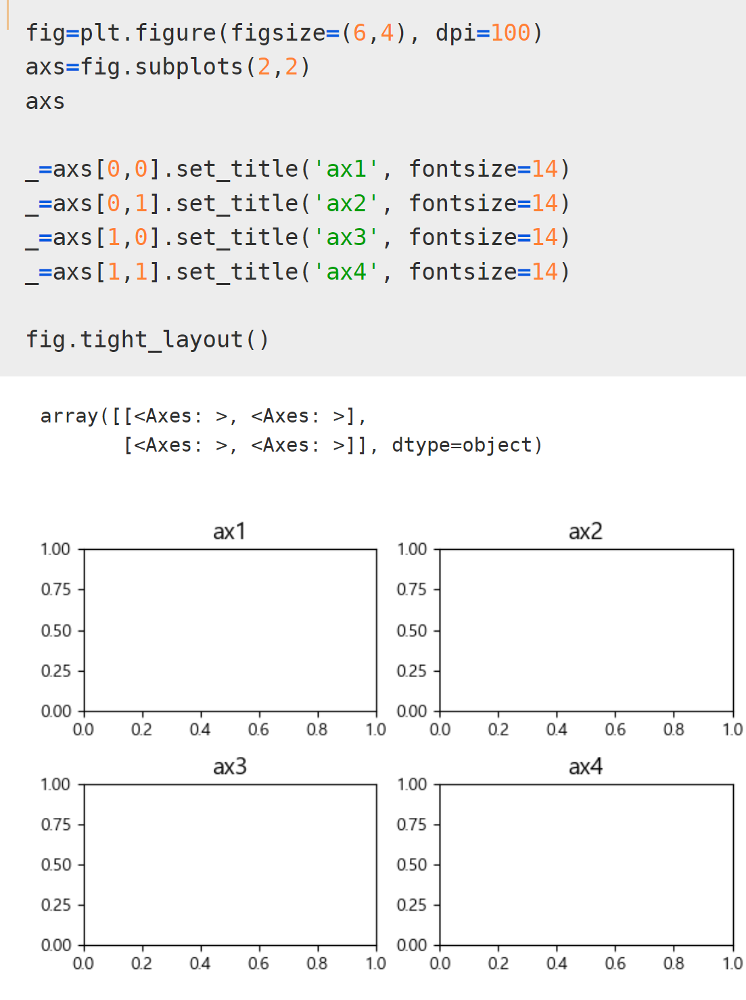 fig=plt.figure(figsize=(6,4), dpi=100)
axs=fig.subplots(2,2)
axs
_=axs[0,0].set_title('ax1', fontsize=14)
_=axs[0,1].set_title('ax2', fontsize=14)
_=axs[1,0].set_title('ax3', fontsize=14)
_=axs[1,1].set_title('ax4', fontsize=14)
fig.tight_layout()
array([[<Axes: >, <Axes: >],
       [<Axes: >, <Axes: >]], dtype=object)
ax1
1.00
0.75
0.50
0.25
0.00
0.0 0.2 0.4 0.6 0.8 1.0
ax2
1.00
0.75
0.50
0.25
0.00
0.0 0.2 0.4 0.6 0.8 1.0
ax3
1.00
0.75
0.50
0.25
0.00
0.0 0.2 0.4 0.6 0.8 1.0
ax4
1.00
0.75
0.50
0.25
0.00
0.0 0.2 0.4 0.6 0.8 1.0